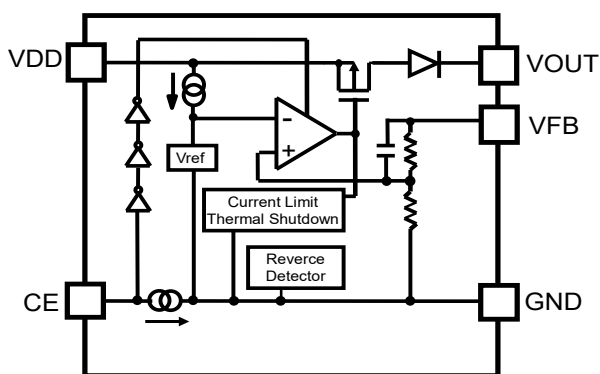 VDD
VOUT
VFB
-
Vref
+
Current Limit
Thermal Shutdown
Reverce
Detector
CE
GND